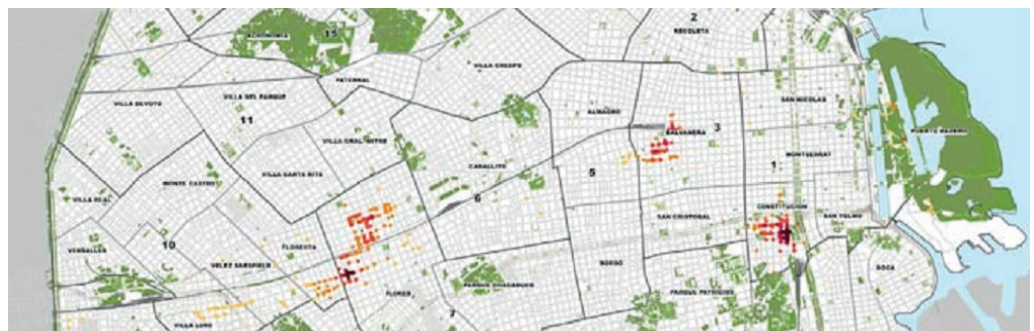 2
RECOLETA
AGRONOMIA
15
VILLA CRESPO
PATERNAL
VILLA DEVOTO
VILLA DEL PARQUE
11
ALMAGRO
SAN NICOLAS
3
BALVANERA
PUERTO MADERO
VILLA GRAL. MITRE
MONTSERRAT
CABALLITO
1
VILLA SANTA RITA
5
MONTE CASTRO
6
VILLA REAL
CONSTITUCION
SAN CRISTOBAL
SAN TELMO
10
FLORESTA
VERSALLES
VELEZ SARSFIELD
BOEDO
BOCA
PARQUE CHACABUCO
FLORES
PARQUE PATRICIOS
7
VILLA LURO